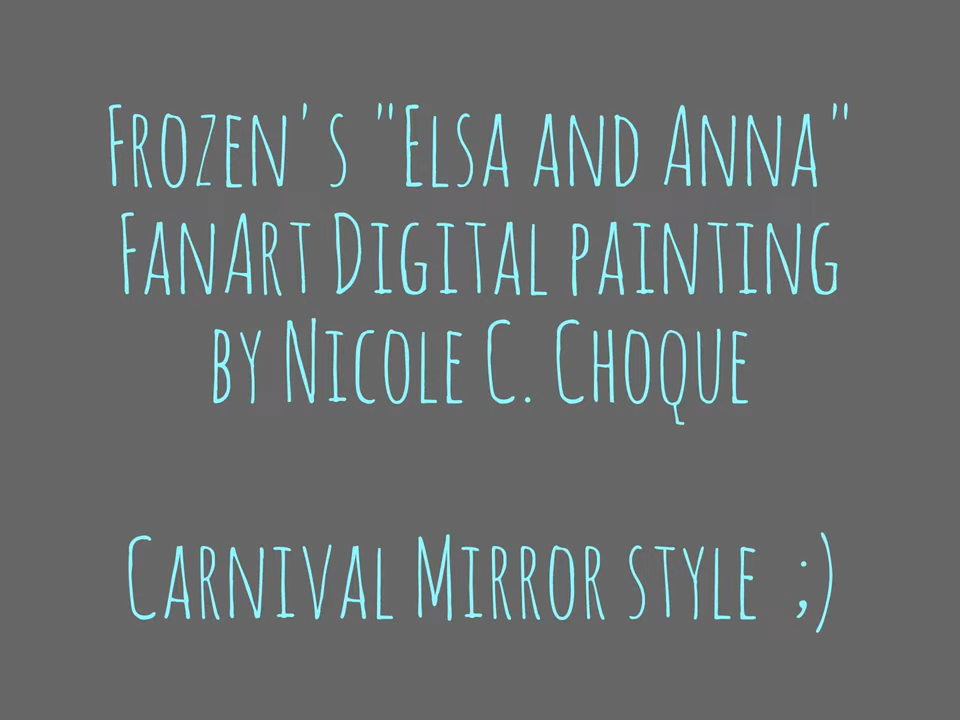 Frozen's "Elsa and Anna"
FanArt Digital painting
by Nicole C. Choque
Carnival Mirror style ;)